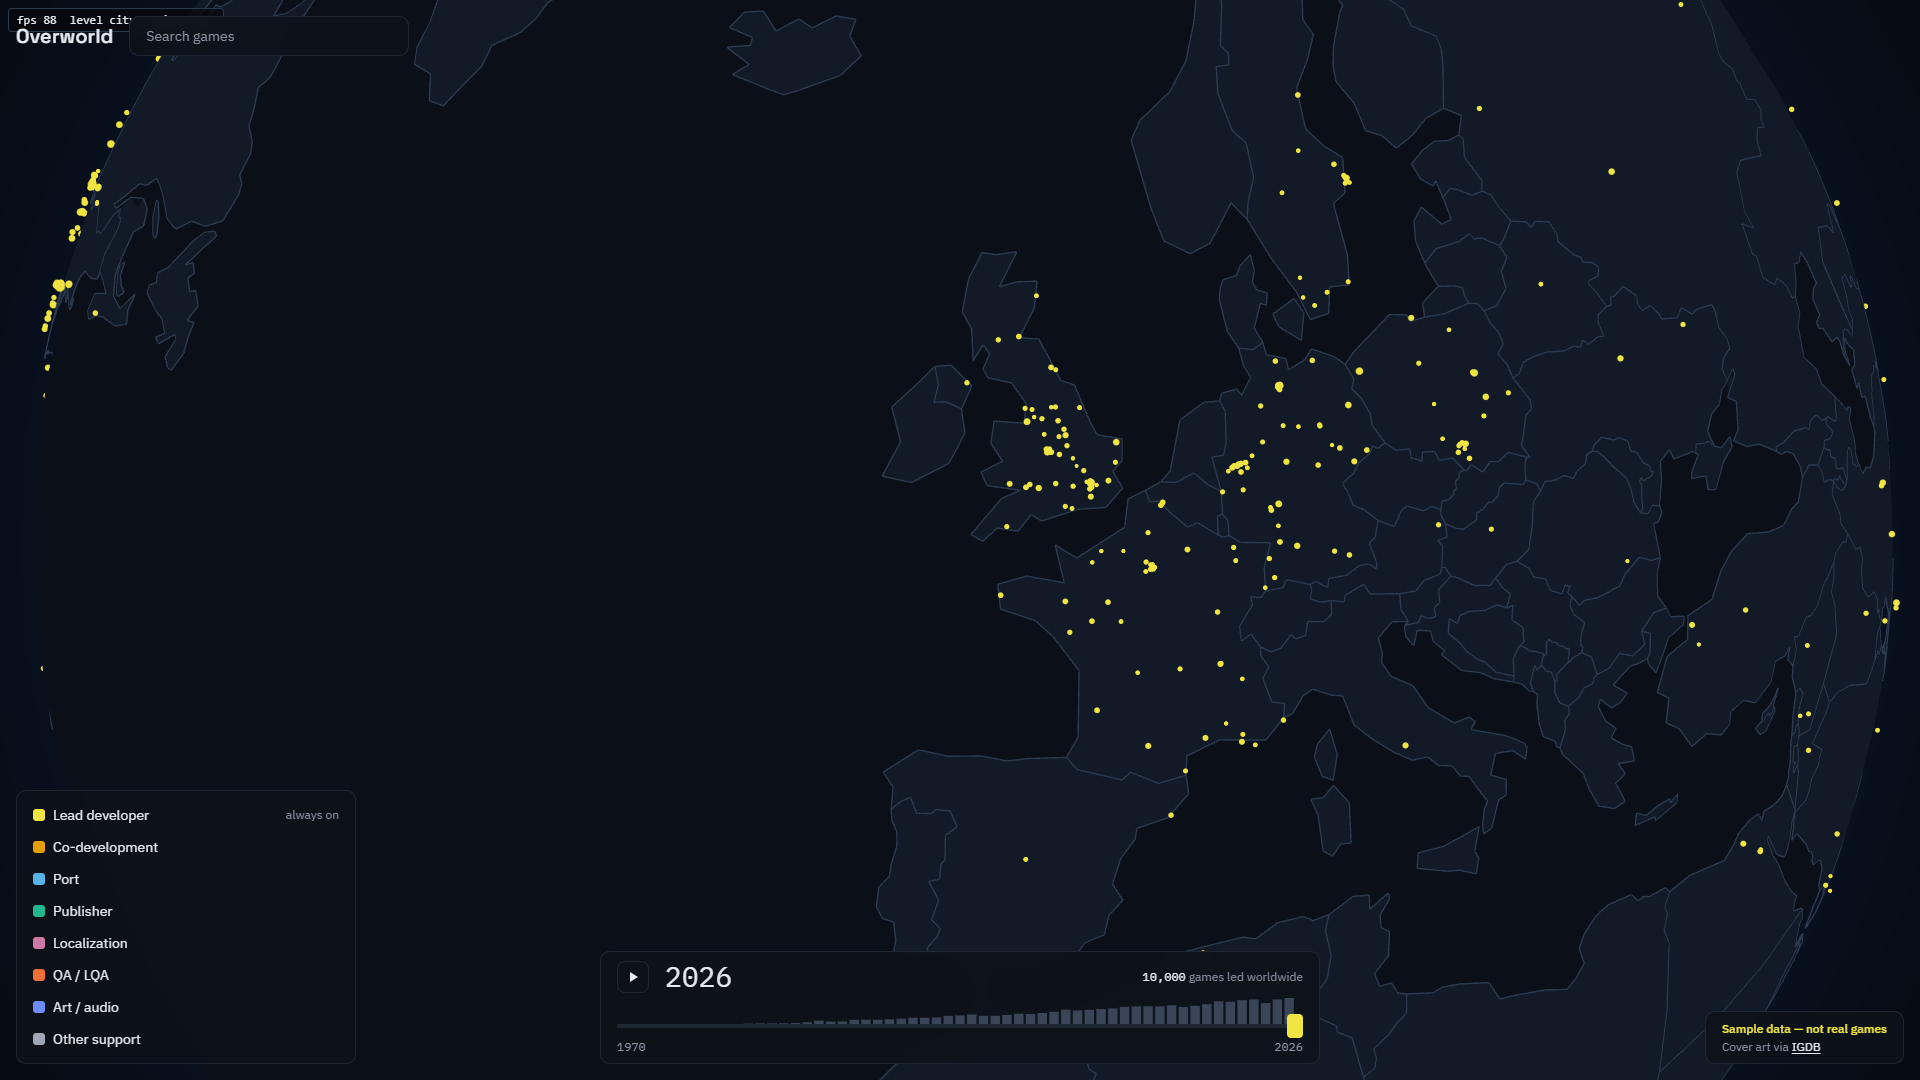 fps 88 level city
Overworld
Search games
Lead developer always on
Co-development
Port
Publisher
Localization
QA / LQA
Art / audio
Other support
2026
10,000 games led worldwide
1970 2026
Sample data — not real games
Cover art via IGDB